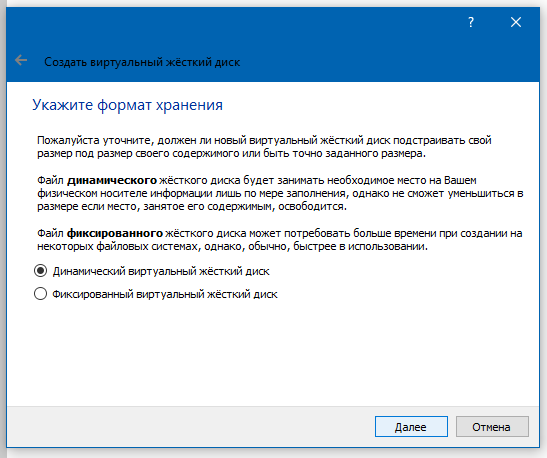 ?
Создать виртуальный жёсткий диск
Укажите формат хранения
Пожалуйста уточните, должен ли новый виртуальный жёсткий диск подстраивать свой
размер под размер своего содержимого или быть точно заданного размера.
Файл динамического жёсткого диска будет занимать необходимое место на Вашем
физическом носителе информации лишь по мере заполнения, однако не сможет уменьшиться в
размере если место, занятое его содержимым, освободится.
Файл фиксированного жёсткого диска может потребовать больше времени при создании на
некоторых файловых системах, однако, обычно, быстрее в использовании.
Динамический виртуальный жёсткий диск
Фиксированный виртуальный жёсткий диск
Далее
Отмена